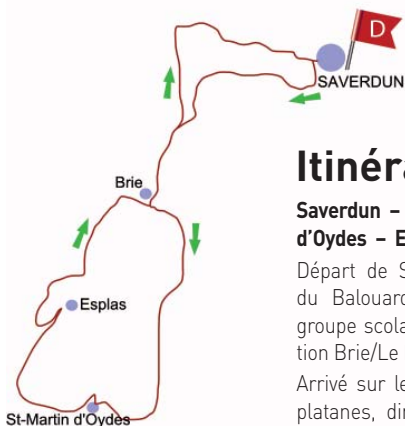 D
SAVERDUN
Brie
Esplas
St-Martin d'Oydes
Itinéra
Saverdun –
d'Oydes – E
Départ de S
du Balouard
groupe scola
tion Brie/Le
Arrivé sur le
platanes, di